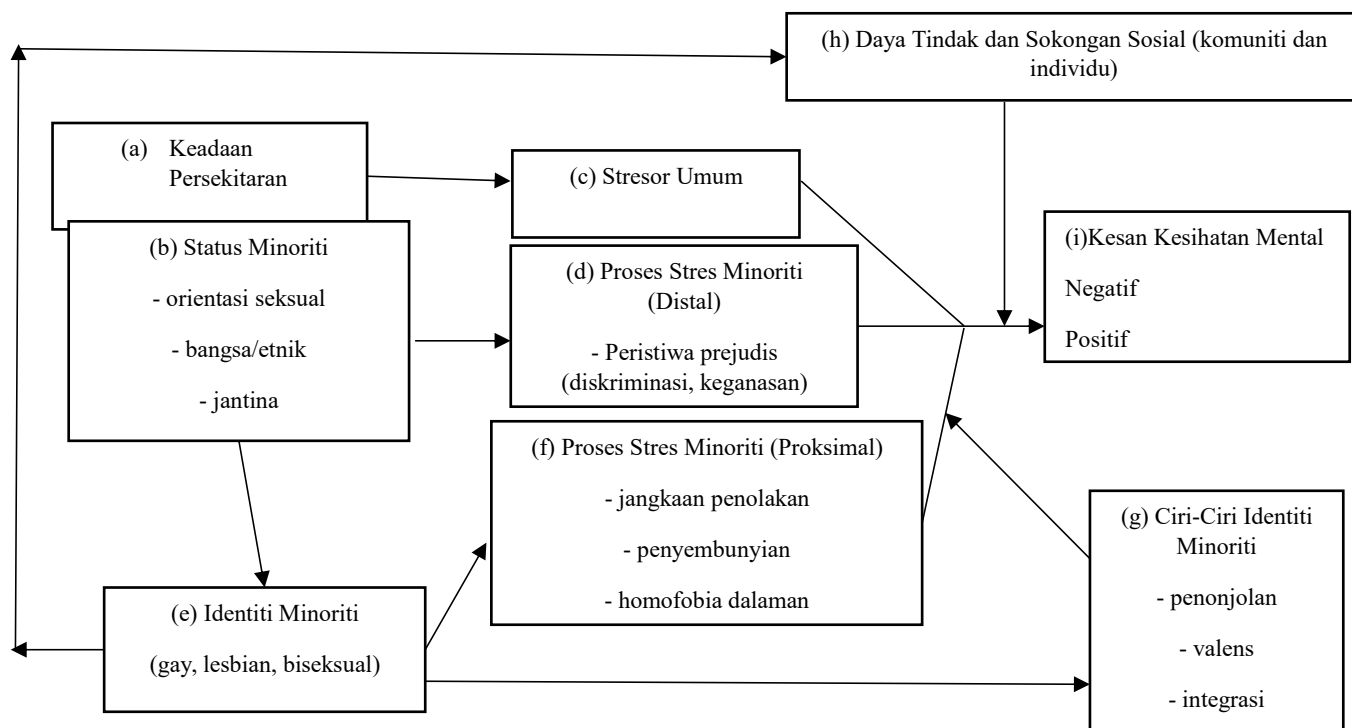 (h) Daya Tindak dan Sokongan Sosial (komuniti dan
individu)
(a) Keadaan
Persekitaran
(c) Stresor Umum
(b) Status Minoriti
- orientasi seksual
- bangsa/etnik
- jantina
(d) Proses Stres Minoriti
(Distal)
- Peristiwa prejudis
(diskriminasi, keganasan)
(i)Kesan Kesihatan Mental
Negatif
Positif
(f) Proses Stres Minoriti (Proksimal)
- jangkaan penolakan
- penyembunyian
- homofobia dalaman
(e) Identiti Minoriti
(gay, lesbian, biseksual)
(g) Ciri-Ciri Identiti
Minoriti
- penonjolan
- valens
- integrasi